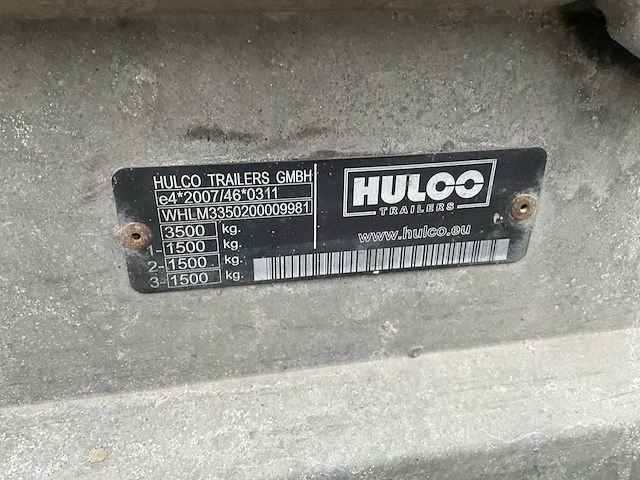 HULCO TRAILERS GMBH
e4*2007/46*0311
WHLM3350200009981
3500 kg.
1- 1500 kg.
2- 1500 kg.
3- 1500 kg.
HULCO
TRAILERS
www.hulco.eu